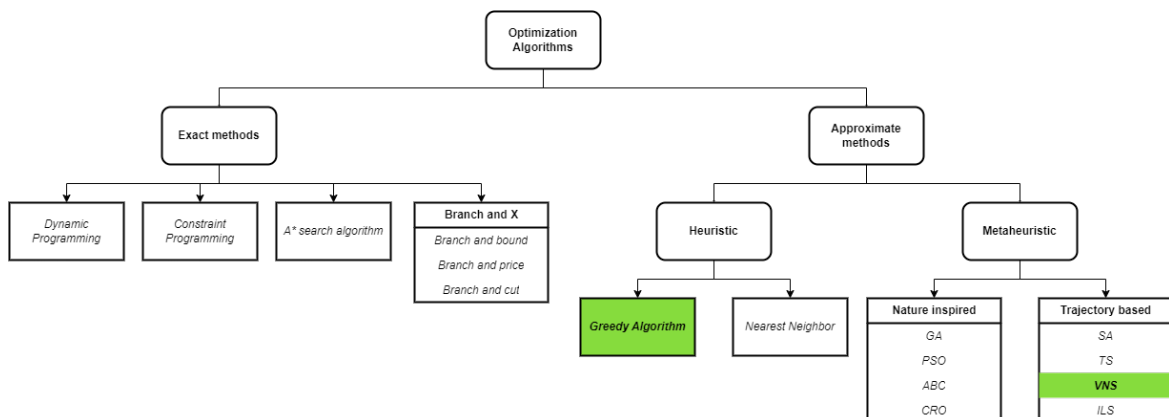 Optimization
Algorithms
Exact methods
Approximate
methods
Dynamic
Programming
Constraint
Programming
A* search algorithm
Branch and X
Branch and bound
Branch and price
Branch and cut
Heuristic
Metaheuristic
Greedy Algorithm
Nearest Neighbor
Nature inspired
GA
PSO
ABC
CRO
Trajectory based
SA
TS
VNS
ILS